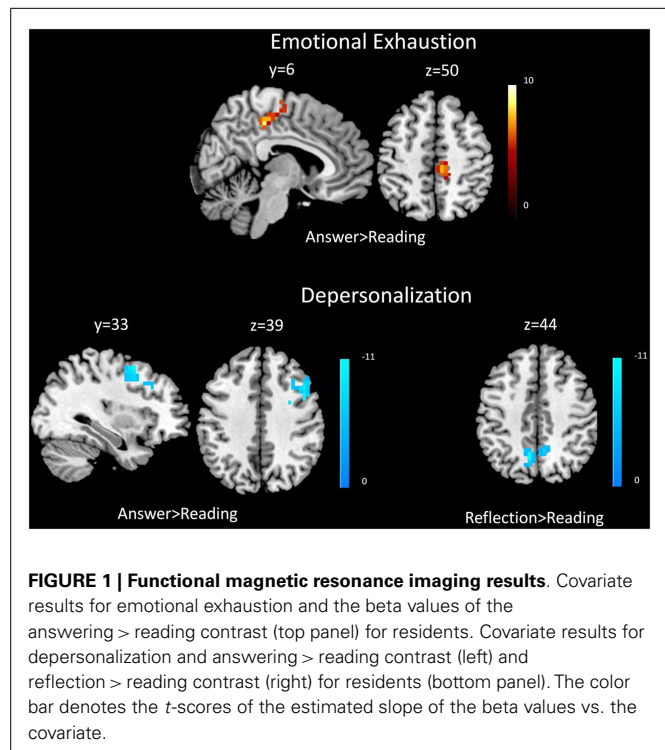 Emotional Exhaustion
y=6
z=50
10
0
Answer>Reading
Depersonalization
y=33
z=39
z=44
-11
-11
0
0
Answer>Reading
Reflection>Reading
FIGURE 1 | Functional magnetic resonance imaging results. Covariate
results for emotional exhaustion and the beta values of the
answering > reading contrast (top panel) for residents. Covariate results for
depersonalization and answering > reading contrast (left) and
reflection > reading contrast (right) for residents (bottom panel). The color
bar denotes the t-scores of the estimated slope of the beta values vs. the
covariate.